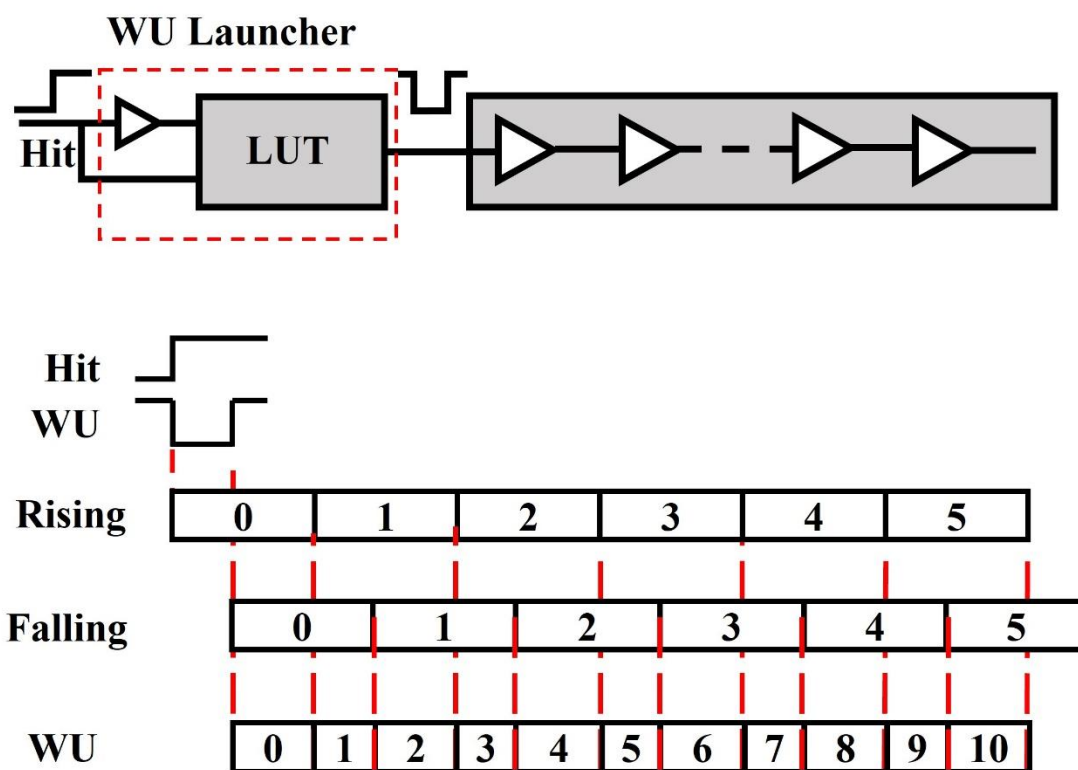 WU Launcher
Hit
LUT
Hit
WU
Rising 0 1 2 3 4 5
Falling 0 1 2 3 4 5
WU 0 1 2 3 4 5 6 7 8 9 10